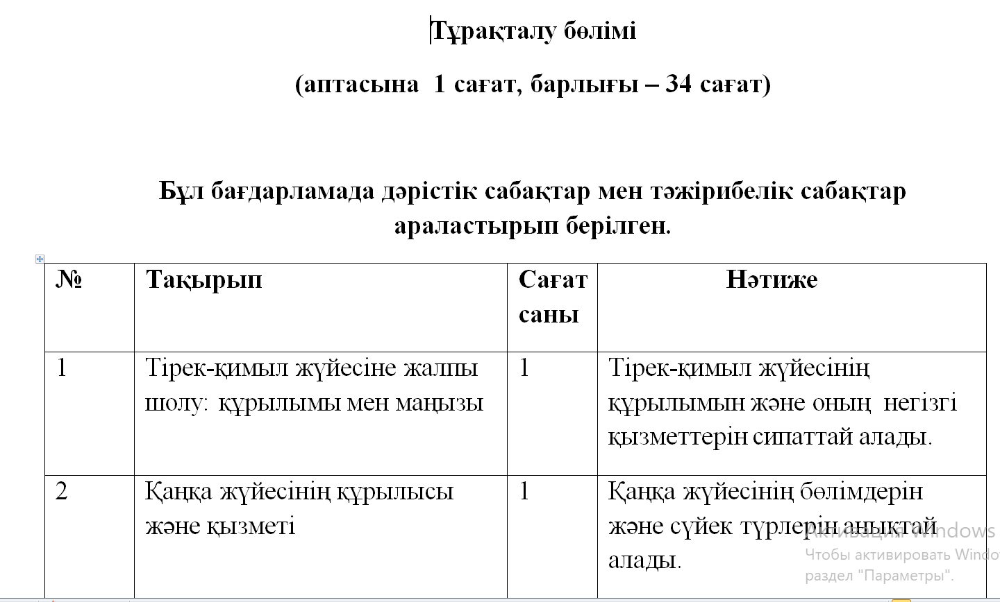 Тұрақталу бөлімі
(аптасына 1 сағат, барлығы – 34 сағат)
Бұл бағдарламада дәрістік сабақтар мен тәжірибелік сабақтар
араластырып берілген.
№ Тақырып Сағат саны Нәтиже
1 Тірек-қимыл жүйесіне жалпы 1 Тірек-қимыл жүйесінің
шолу: құрылымы мен маңызы құрылымын және оның негізгі
қызметтерін сипаттай алады.
2 Қаңқа жүйесінің құрылысы 1 Қаңқа жүйесінің бөлімдерін
және қызметі және сүйек түрлерін анықтай
алады.
Активация Windows
Чтобы активировать Windo
раздел "Параметры".